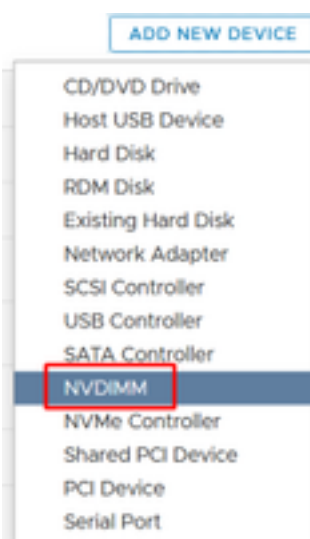 ADD NEW DEVICE
CD/DVD Drive
Host USB Device
Hard Disk
RDM Disk
Existing Hard Disk
Network Adapter
SCSI Controller
USB Controller
SATA Controller
NVDIMM
NVMe Controller
Shared PCI Device
PCI Device
Serial Port